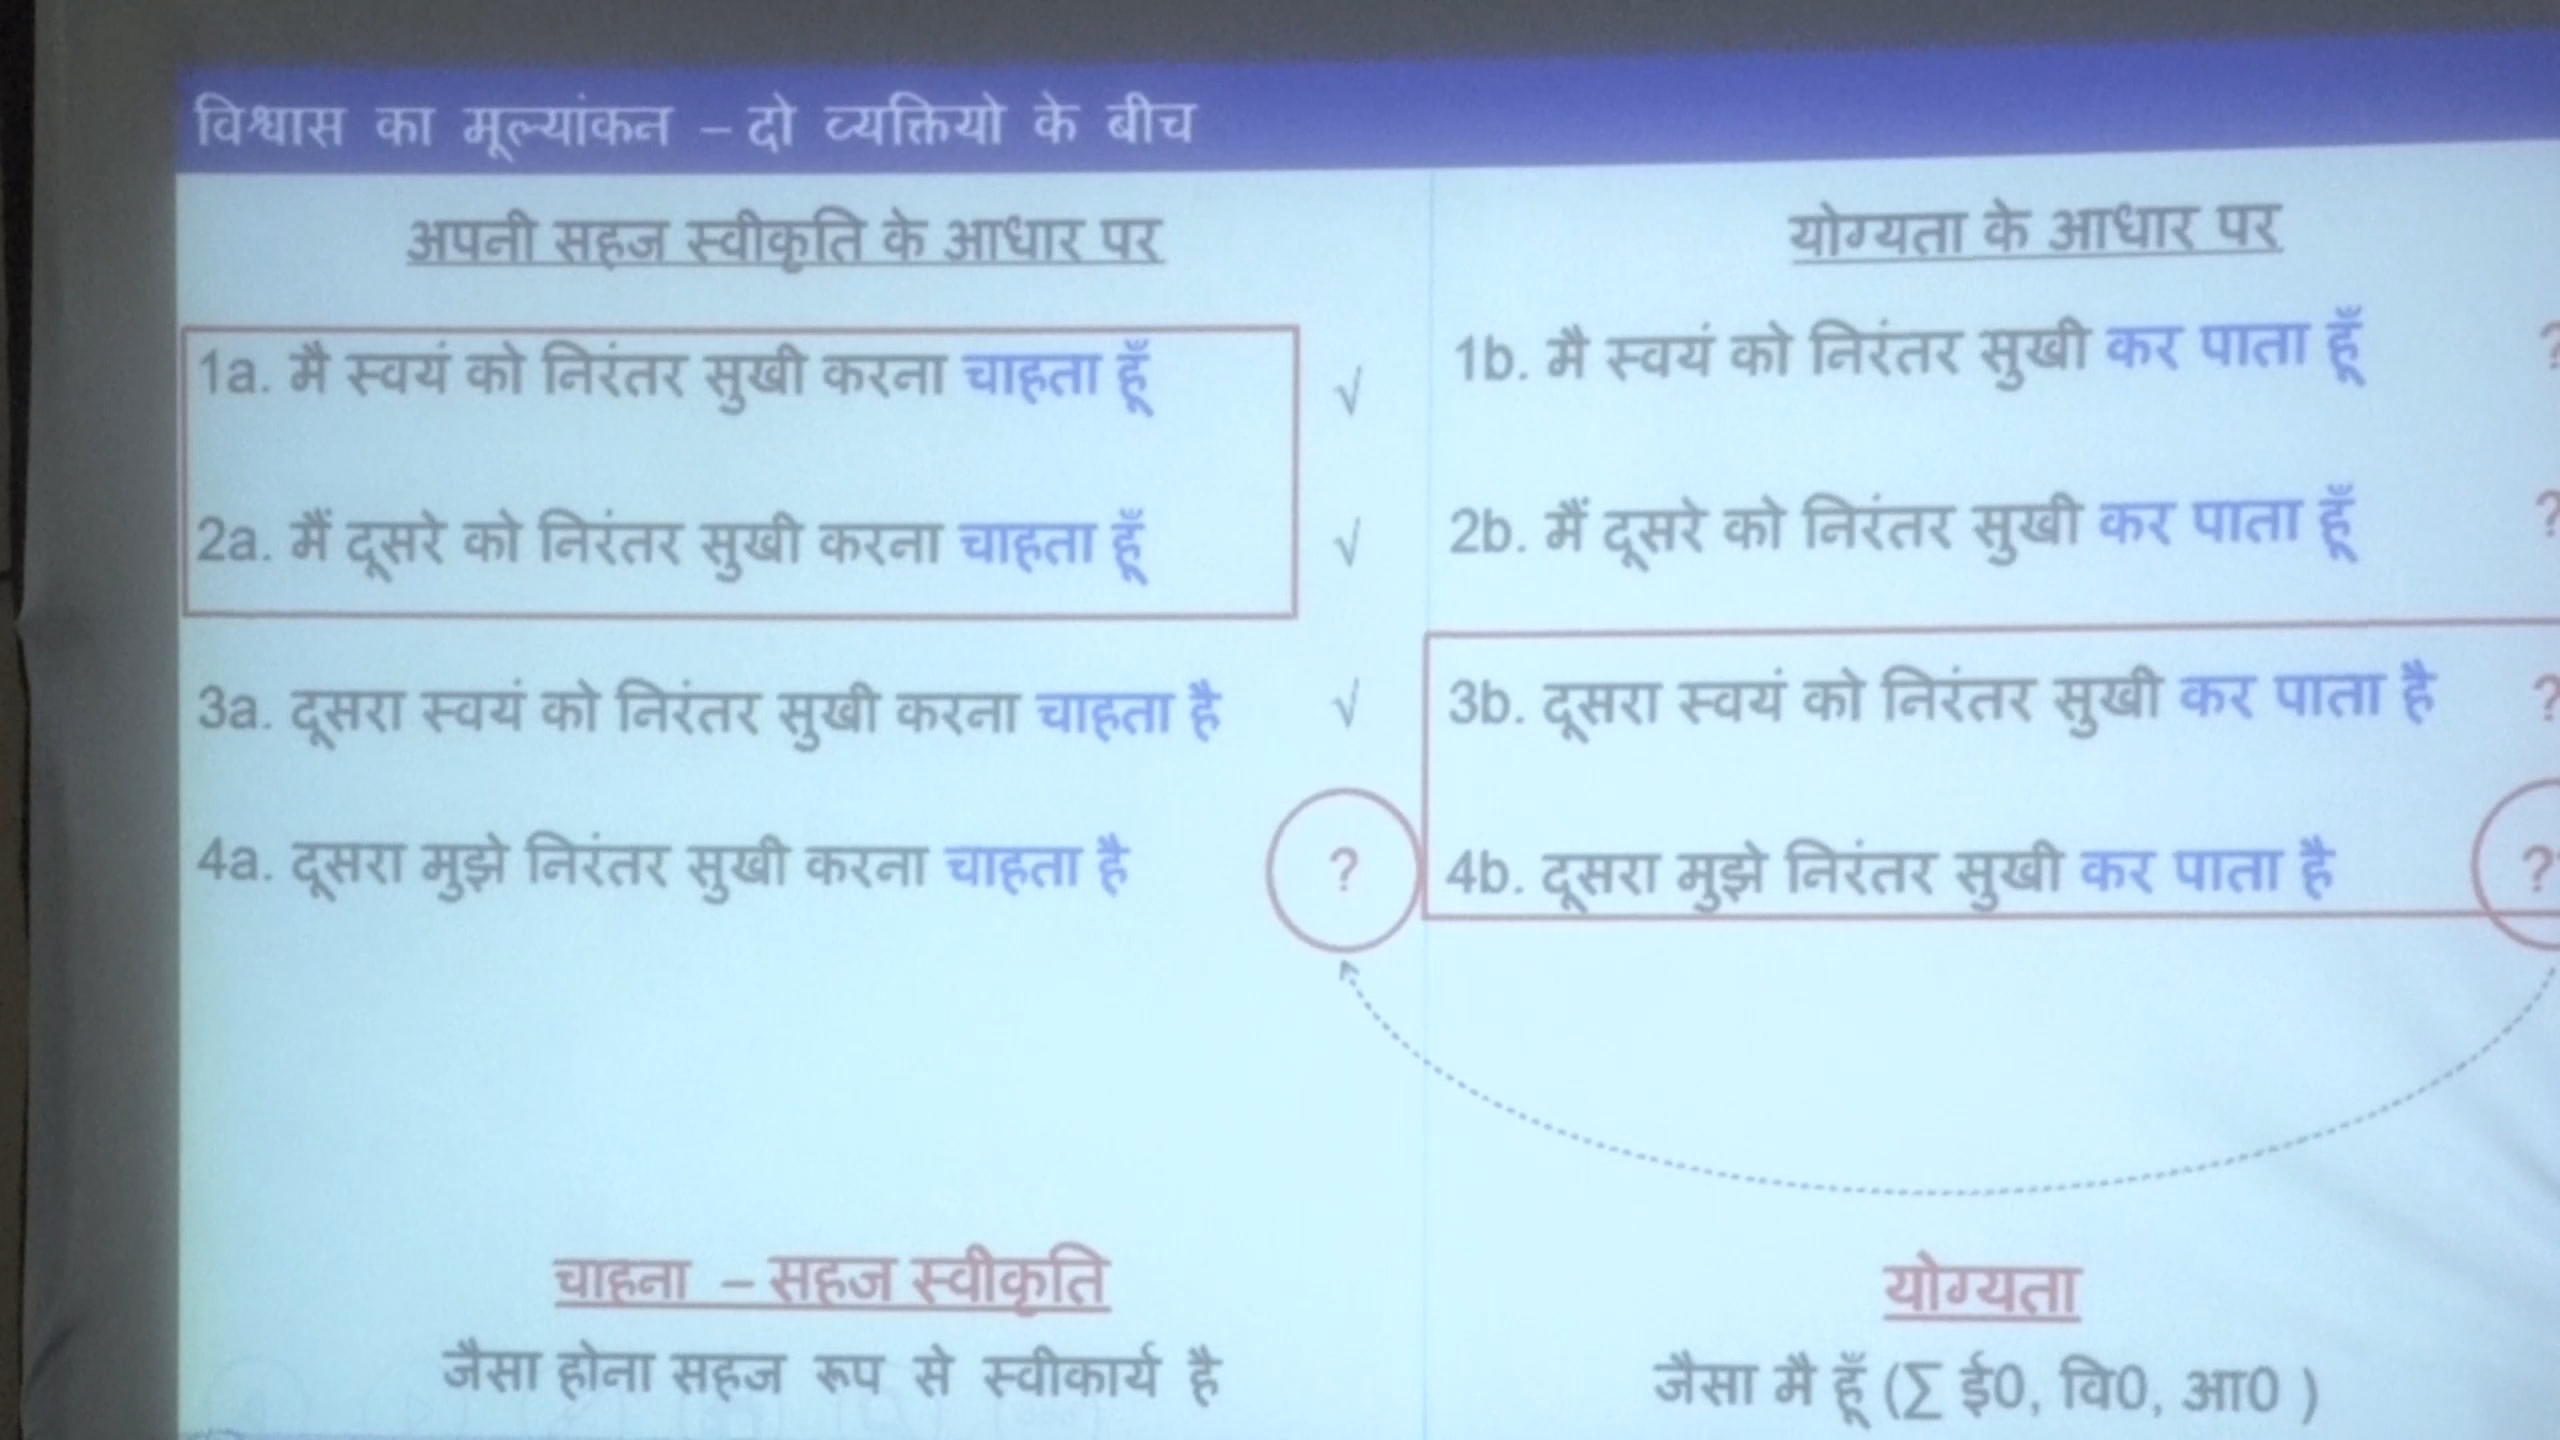 विश्वास का मूल्यांकन – दो व्यक्तियो के बीच
अपनी सहज स्वीकृति के आधार पर
1a. मै स्वयं को निरंतर सुखी करना चाहता हूँ √
2a. मैं दूसरे को निरंतर सुखी करना चाहता हूँ √
3a. दूसरा स्वयं को निरंतर सुखी करना चाहता है √
4a. दूसरा मुझे निरंतर सुखी करना चाहता है ?
योग्यता के आधार पर
1b. मै स्वयं को निरंतर सुखी कर पाता हूँ ?
2b. मैं दूसरे को निरंतर सुखी कर पाता हूँ ?
3b. दूसरा स्वयं को निरंतर सुखी कर पाता है ?
4b. दूसरा मुझे निरंतर सुखी कर पाता है ?
चाहना – सहज स्वीकृति
जैसा होना सहज रूप से स्वीकार्य है
योग्यता
जैसा मै हूँ (∑ ई0, वि0, आ0 )